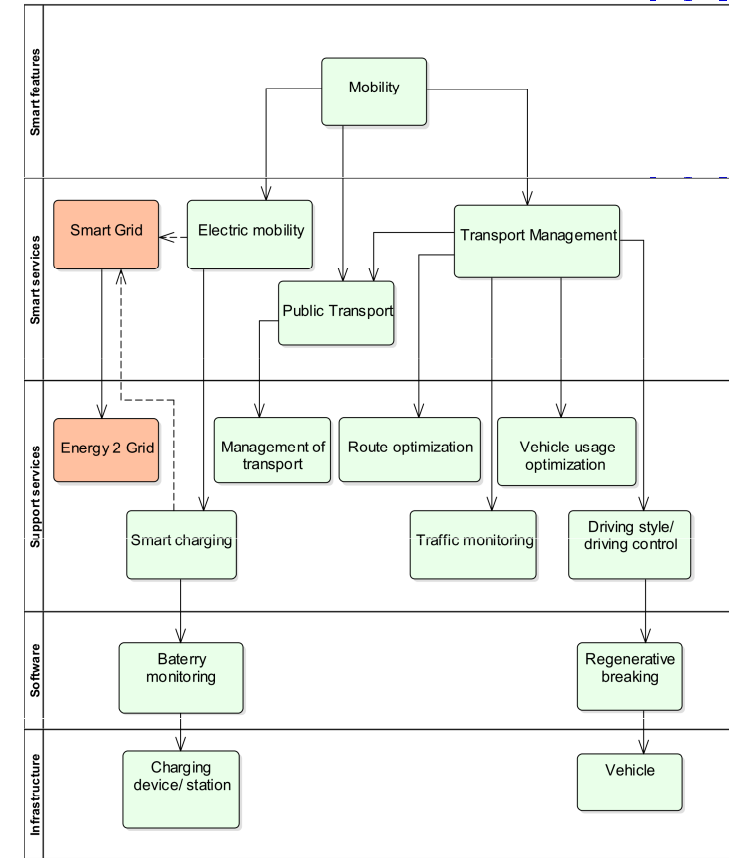 Smart features
Mobility
Smart services
Smart Grid
Electric mobility
Transport Management
Public Transport
Support services
Energy 2 Grid
Management of
transport
Route optimization
Vehicle usage
optimization
Smart charging
Traffic monitoring
Driving style/
driving control
Software
Baterry
monitoring
Regenerative
breaking
Infrastructure
Charging
device/ station
Vehicle